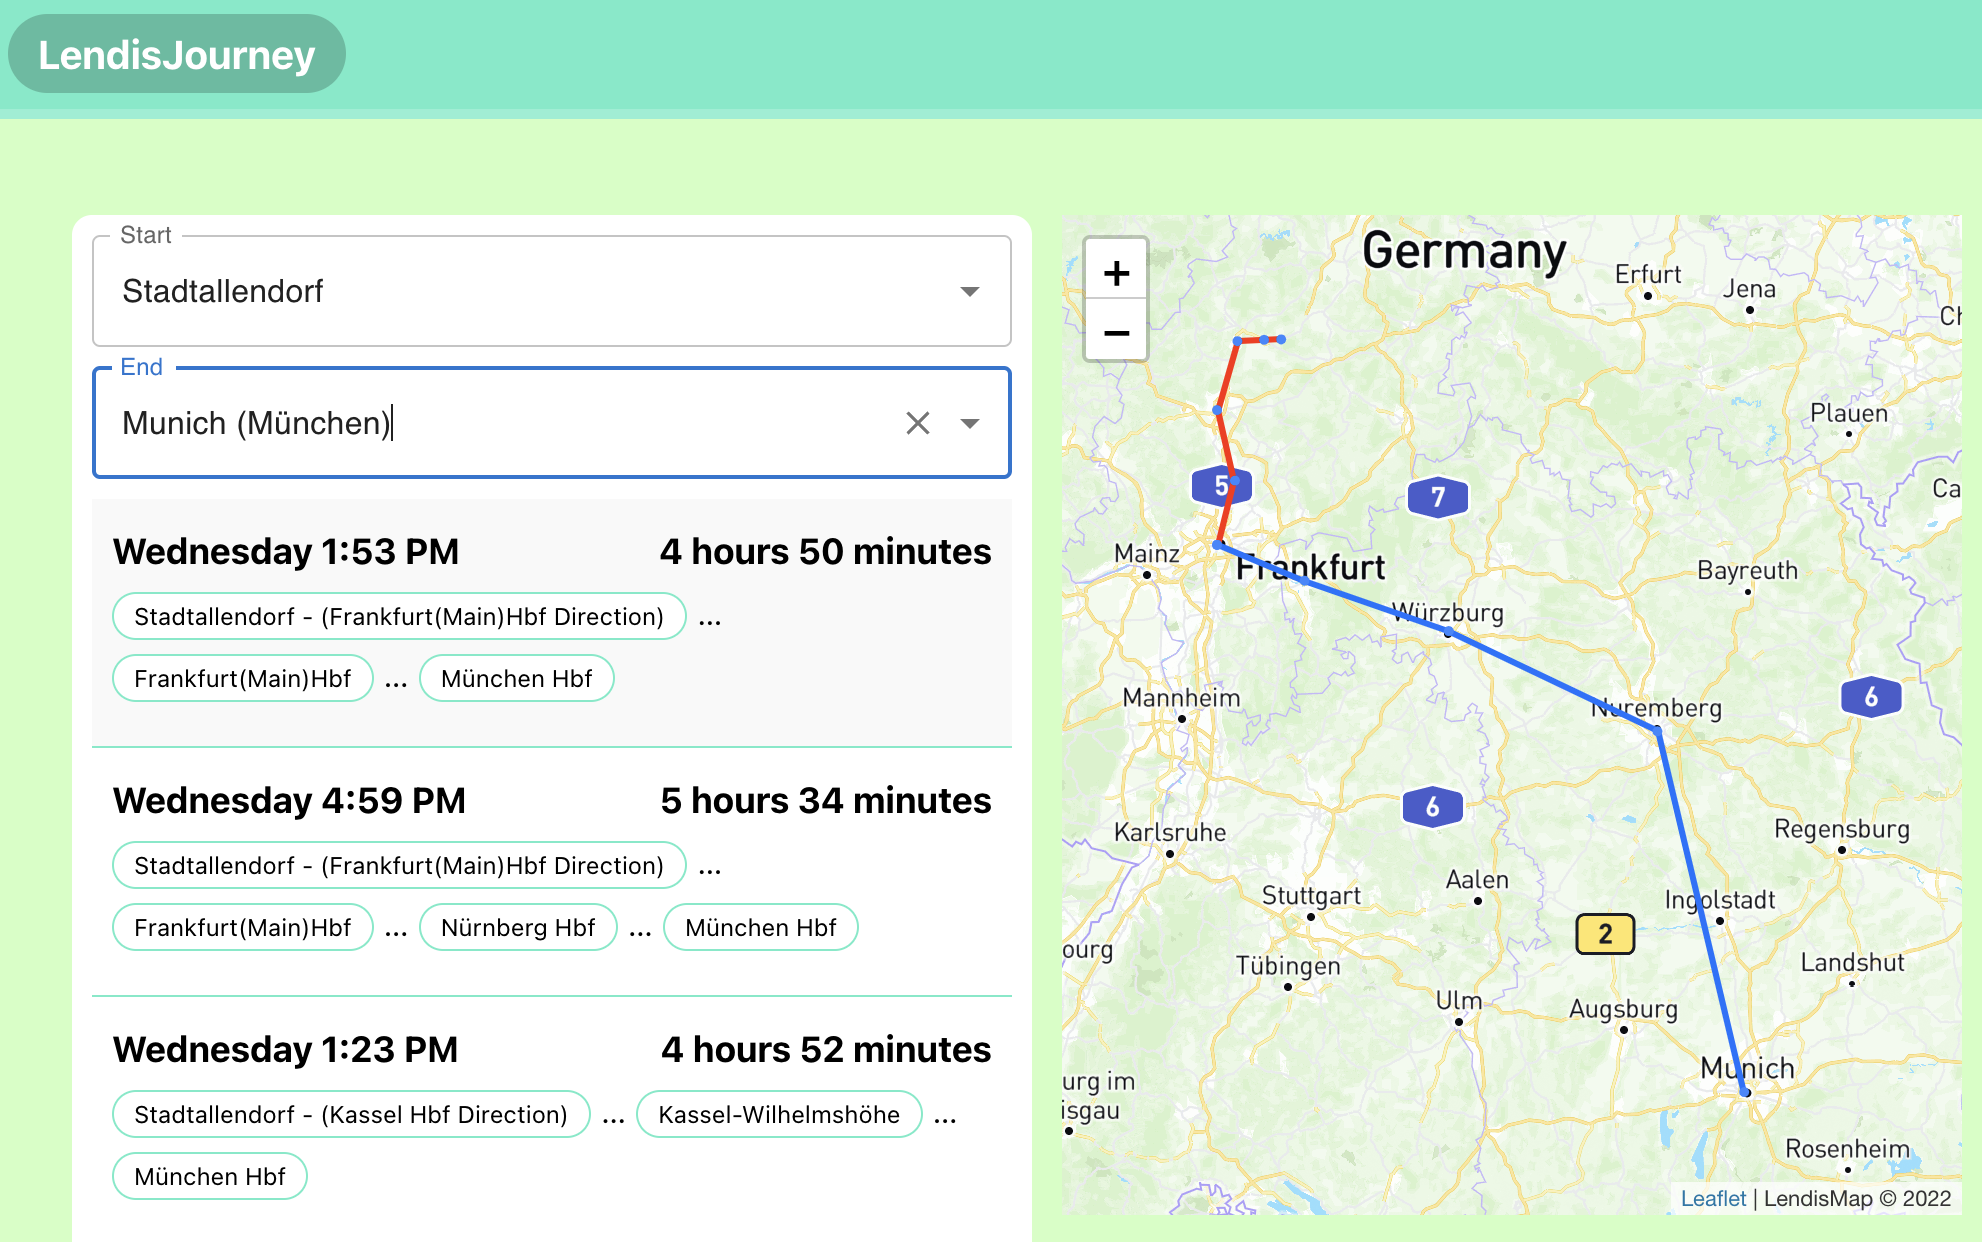 LendisJourney
Start
Stadtallendorf
End
Munich (München)
Wednesday 1:53 PM
4 hours 50 minutes
Stadtallendorf - (Frankfurt(Main)Hbf Direction) ...
Frankfurt(Main)Hbf ... München Hbf
Wednesday 4:59 PM
5 hours 34 minutes
Stadtallendorf - (Frankfurt(Main)Hbf Direction) ...
Frankfurt(Main)Hbf ... Nürnberg Hbf ... München Hbf
Wednesday 1:23 PM
4 hours 52 minutes
Stadtallendorf - (Kassel Hbf Direction) ... Kassel-Wilhelmshöhe ...
München Hbf
+
−
Germany
Erfurt
Jena
Ch
Plauen
5
7
Ca
Mainz
Frankfurt
Bayreuth
Würzburg
Mannheim
Nuremberg
6
6
Karlsruhe
Regensburg
Stuttgart
Aalen
Ingolstadt
2
ourg
Tübingen
Landshut
Ulm
Augsburg
Munich
urg im
isgau
Rosenheim
Leaflet | LendisMap © 2022